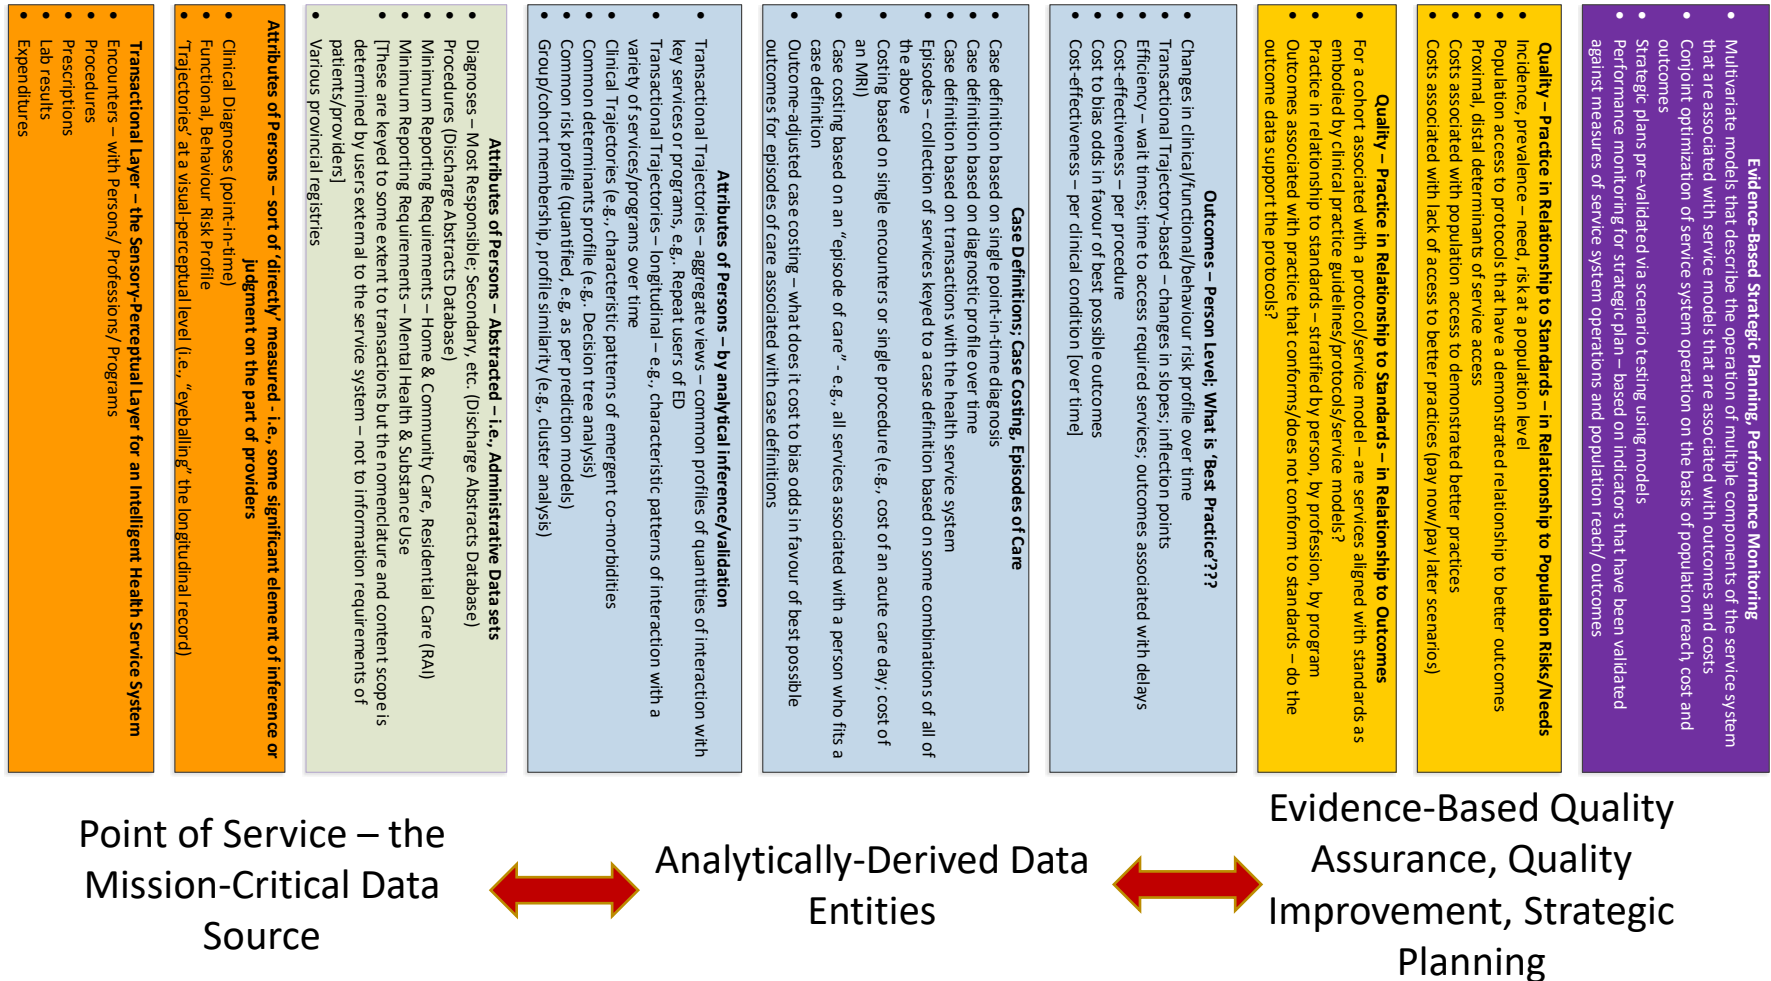 Transactional Layer – the Sensory-Perceptual Layer for an Intelligent Health Service System
• Encounters – with Persons/ Professions/ Programs
• Procedures
• Prescriptions
• Lab results
• Expenditures
Attributes of Persons – sort of ‘directly’ measured - i.e., some significant element of inference or
judgment on the part of providers
• Clinical Diagnoses (point-in-time)
• Functional, Behaviour Risk Profile
• ‘Trajectories’ at a visual-perceptual level (i.e., “eyeballing” the longitudinal record)
Attributes of Persons – Abstracted – i.e., Administrative Data sets
• Diagnoses – Most Responsible; Secondary, etc. (Discharge Abstracts Database)
• Procedures (Discharge Abstracts Database)
• Minimum Reporting Requirements – Home & Community Care, Residential Care (RAI)
• Minimum Reporting Requirements – Mental Health & Substance Use
• [These are keyed to some extent to transactions but the nomenclature and content scope is
determined by users external to the service system – not to information requirements of
patients/providers]
• Various provincial registries
Attributes of Persons – by analytical inference/validation
• Transactional Trajectories – aggregate views – common profiles of quantities of interaction with
key services or programs, e.g,. Repeat users of ED
• Transactional Trajectories – longitudinal – e.g., characteristic patterns of interaction with a
variety of services/programs over time
• Clinical Trajectories (e.g., characteristic patterns of emergent co-morbidities
• Common determinants profile (e.g,. Decision tree analysis)
• Common risk profile (quantified, e.g, as per prediction models)
• Group/cohort membership, profile similarity (e.g., cluster analysis)
Case Definitions; Case Costing, Episodes of Care
• Case definition based on single point-in-time diagnosis
• Case definition based on diagnostic profile over time
• Case definition based on transactions with the health service system
• Episodes – collection of services keyed to a case definition based on some combinations of all of
the above
• Costing based on single encounters or single procedure (e.g., cost of an acute care day; cost of
an MRI)
• Case costing based on an “episode of care” - e.g., all services associated with a person who fits a
case definition
• Outcome-adjusted case costing – what does it cost to bias odds in favour of best possible
outcomes for episodes of care associated with case definitions
Outcomes – Person Level; What is ‘Best Practice’???
• Changes in clinical/functional/behaviour risk profile over time
• Transactional Trajectory-based – changes in slopes; inflection points
• Efficiency – wait times; time to access required services; outcomes associated with delays
• Cost-effectiveness – per procedure
• Cost to bias odds in favour of best possible outcomes
• Cost-effectiveness – per clinical condition [over time]
Quality – Practice in Relationship to Standards – in Relationship to Outcomes
• For a cohort associated with a protocol/service model – are services aligned with standards as
embodied by clinical practice guidelines/protocols/service models?
• Practice in relationship to standards – stratified by person, by profession, by program
• Outcomes associated with practice that conforms/does not conform to standards – do the
outcome data support the protocols?
Quality – Practice in Relationship to Standards – in Relationship to Population Risks/Needs
• Incidence, prevalence – need, risk at a population level
• Population access to protocols that have a demonstrated relationship to better outcomes
• Proximal, distal determinants of service access
• Costs associated with population access to demonstrated better practices
• Costs associated with lack of access to better practices (pay now/pay later scenarios)
Evidence-Based Strategic Planning, Performance Monitoring
• Multivariate models that describe the operation of multiple components of the service system
that are associated with service models that are associated with outcomes and costs
• Conjoint optimization of service system operation on the basis of population reach, cost and
outcomes
• Strategic plans pre-validated via scenario testing using models
• Performance monitoring for strategic plan – based on indicators that have been validated
against measures of service system operations and population reach/ outcomes
Point of Service – the
Mission-Critical Data
Source
Analytically-Derived Data
Entities
Evidence-Based Quality
Assurance, Quality
Improvement, Strategic
Planning